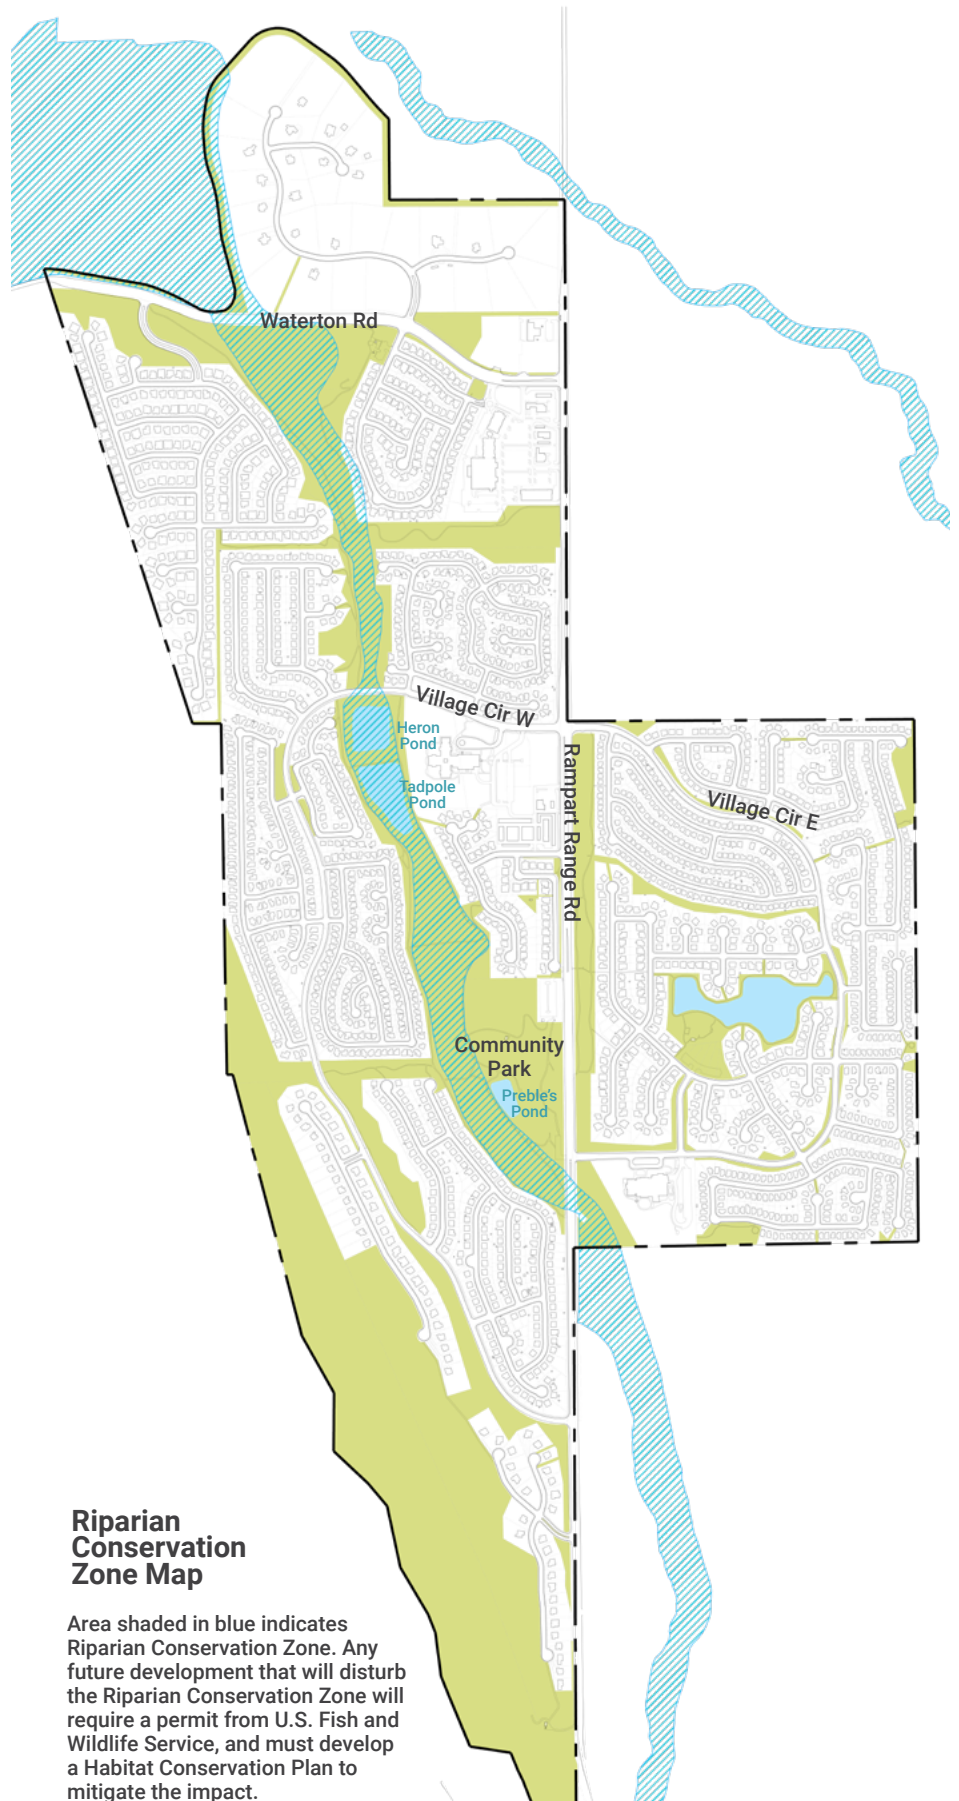 Waterton Rd
Village Cir W
Heron
Pond
Tadpole
Pond
Rampart Range Rd
Village Cir E
Community
Park
Preble's
Pond
Riparian
Conservation
Zone Map
Area shaded in blue indicates
Riparian Conservation Zone. Any
future development that will disturb
the Riparian Conservation Zone will
require a permit from U.S. Fish and
Wildlife Service, and must develop
a Habitat Conservation Plan to
mitigate the impact.